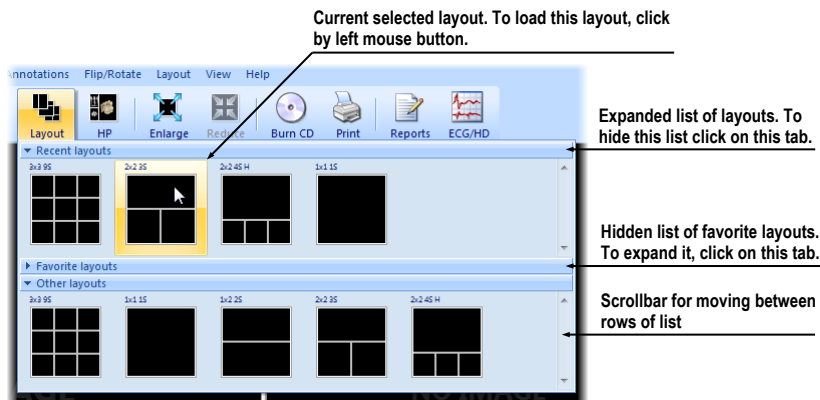 Current selected layout. To load this layout, click
by left mouse button.
nnotations Flip/Rotate Layout View Help
Layout HP Enlarge Reduce Burn CD Print Reports ECG/HD
Expanded list of layouts. To
hide this list click on this tab.
Recent layouts
3x3 9S 2x2 3S 2x2 4S H 1x1 1S
Hidden list of favorite layouts.
To expand it, click on this tab.
Favorite layouts
Other layouts
3x3 9S 1x1 1S 1x2 2S 2x2 3S 2x2 4S H
Scrollbar for moving between
rows of list